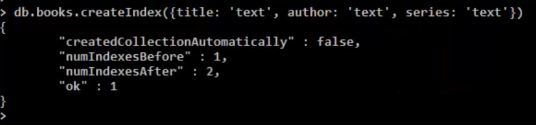 > db.books.createIndex({title: 'text', author: 'text', series: 'text'})
{
        "createdCollectionAutomatically" : false,
        "numIndexesBefore" : 1,
        "numIndexesAfter" : 2,
        "ok" : 1
}
>